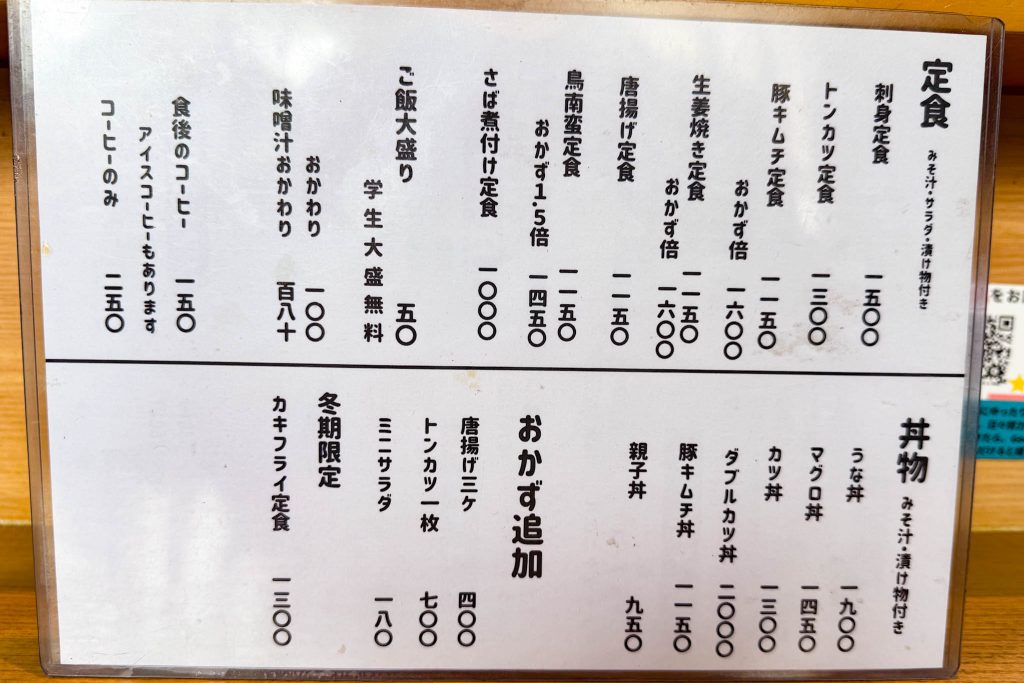 定食 みそ汁・サラダ・漬け物付き
刺身定食 一五〇〇
トンカツ定食 一三〇〇
豚キムチ定食 一一五〇
おかず倍 一六〇〇
生姜焼き定食 一一五〇
おかず倍 一六〇〇
唐揚げ定食 一一五〇
鳥南蛮定食 一一五〇
おかず1.5倍 一四五〇
さば煮付け定食 一〇〇〇
ご飯大盛り 五〇
学生大盛無料
おかわり 一〇〇
味噌汁おかわり 百八十
食後のコーヒー 一五〇
アイスコーヒーもあります
コーヒーのみ 二五〇
丼物 みそ汁・漬け物付き
うな丼 一九〇〇
マグロ丼 一四五〇
カツ丼 一三〇〇
ダブルカツ丼 二〇〇〇
豚キムチ丼 一一五〇
親子丼 九五〇
おかず追加
唐揚げ三ケ 四〇〇
トンカツ一枚 七〇〇
ミニサラダ 一八〇
冬期限定
カキフライ定食 一三〇〇